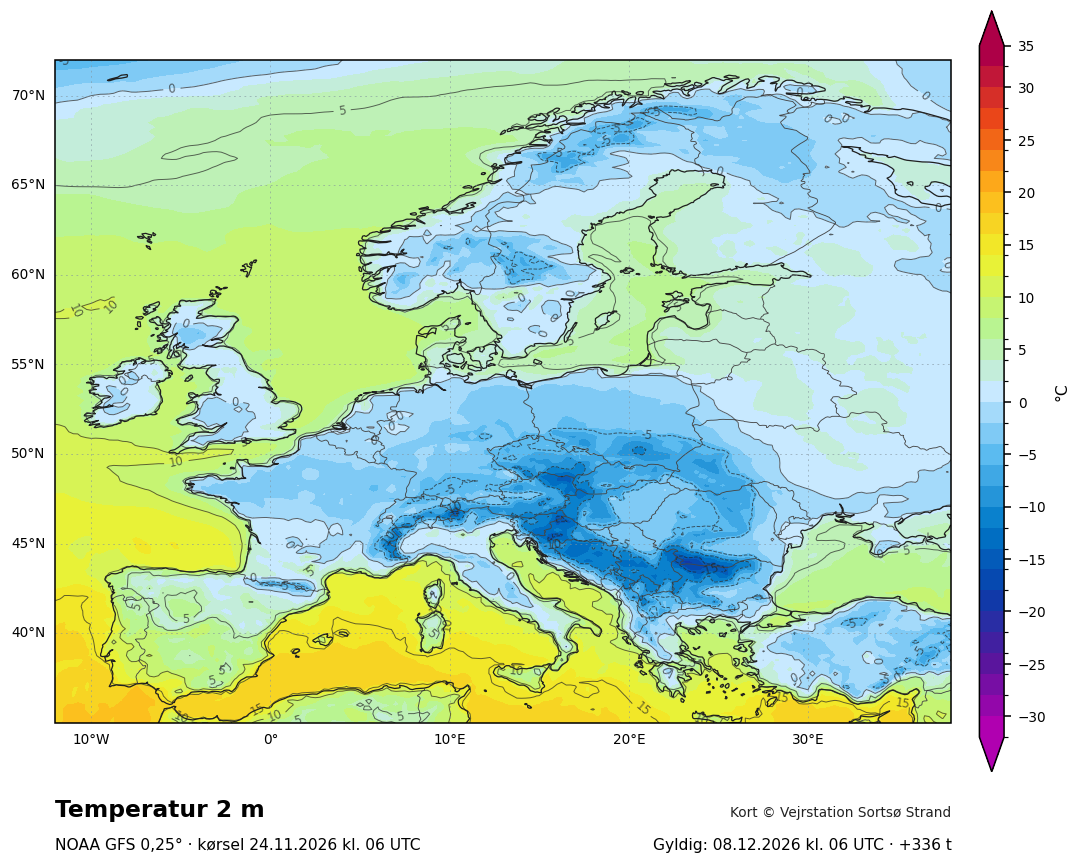 70°N
65°N
60°N
55°N
50°N
45°N
40°N
10°W
0°
10°E
20°E
30°E
35
30
25
20
15
10
5
0
−5
−10
−15
−20
−25
−30
°C
Temperatur 2 m
Kort © Vejrstation Sortsø Strand
NOAA GFS 0,25° · kørsel 24.11.2026 kl. 06 UTC
Gyldig: 08.12.2026 kl. 06 UTC · +336 t